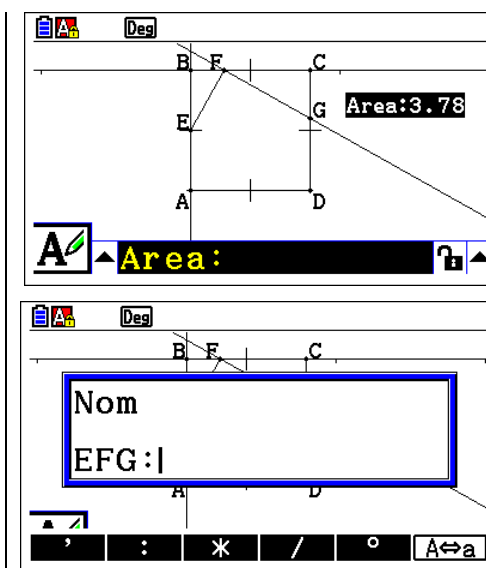 A Deg
B F C
G Area:3.78
E
A D
A Area:
A Deg
B F C
Nom
EFG:
A D
' : * / ° A⇔a